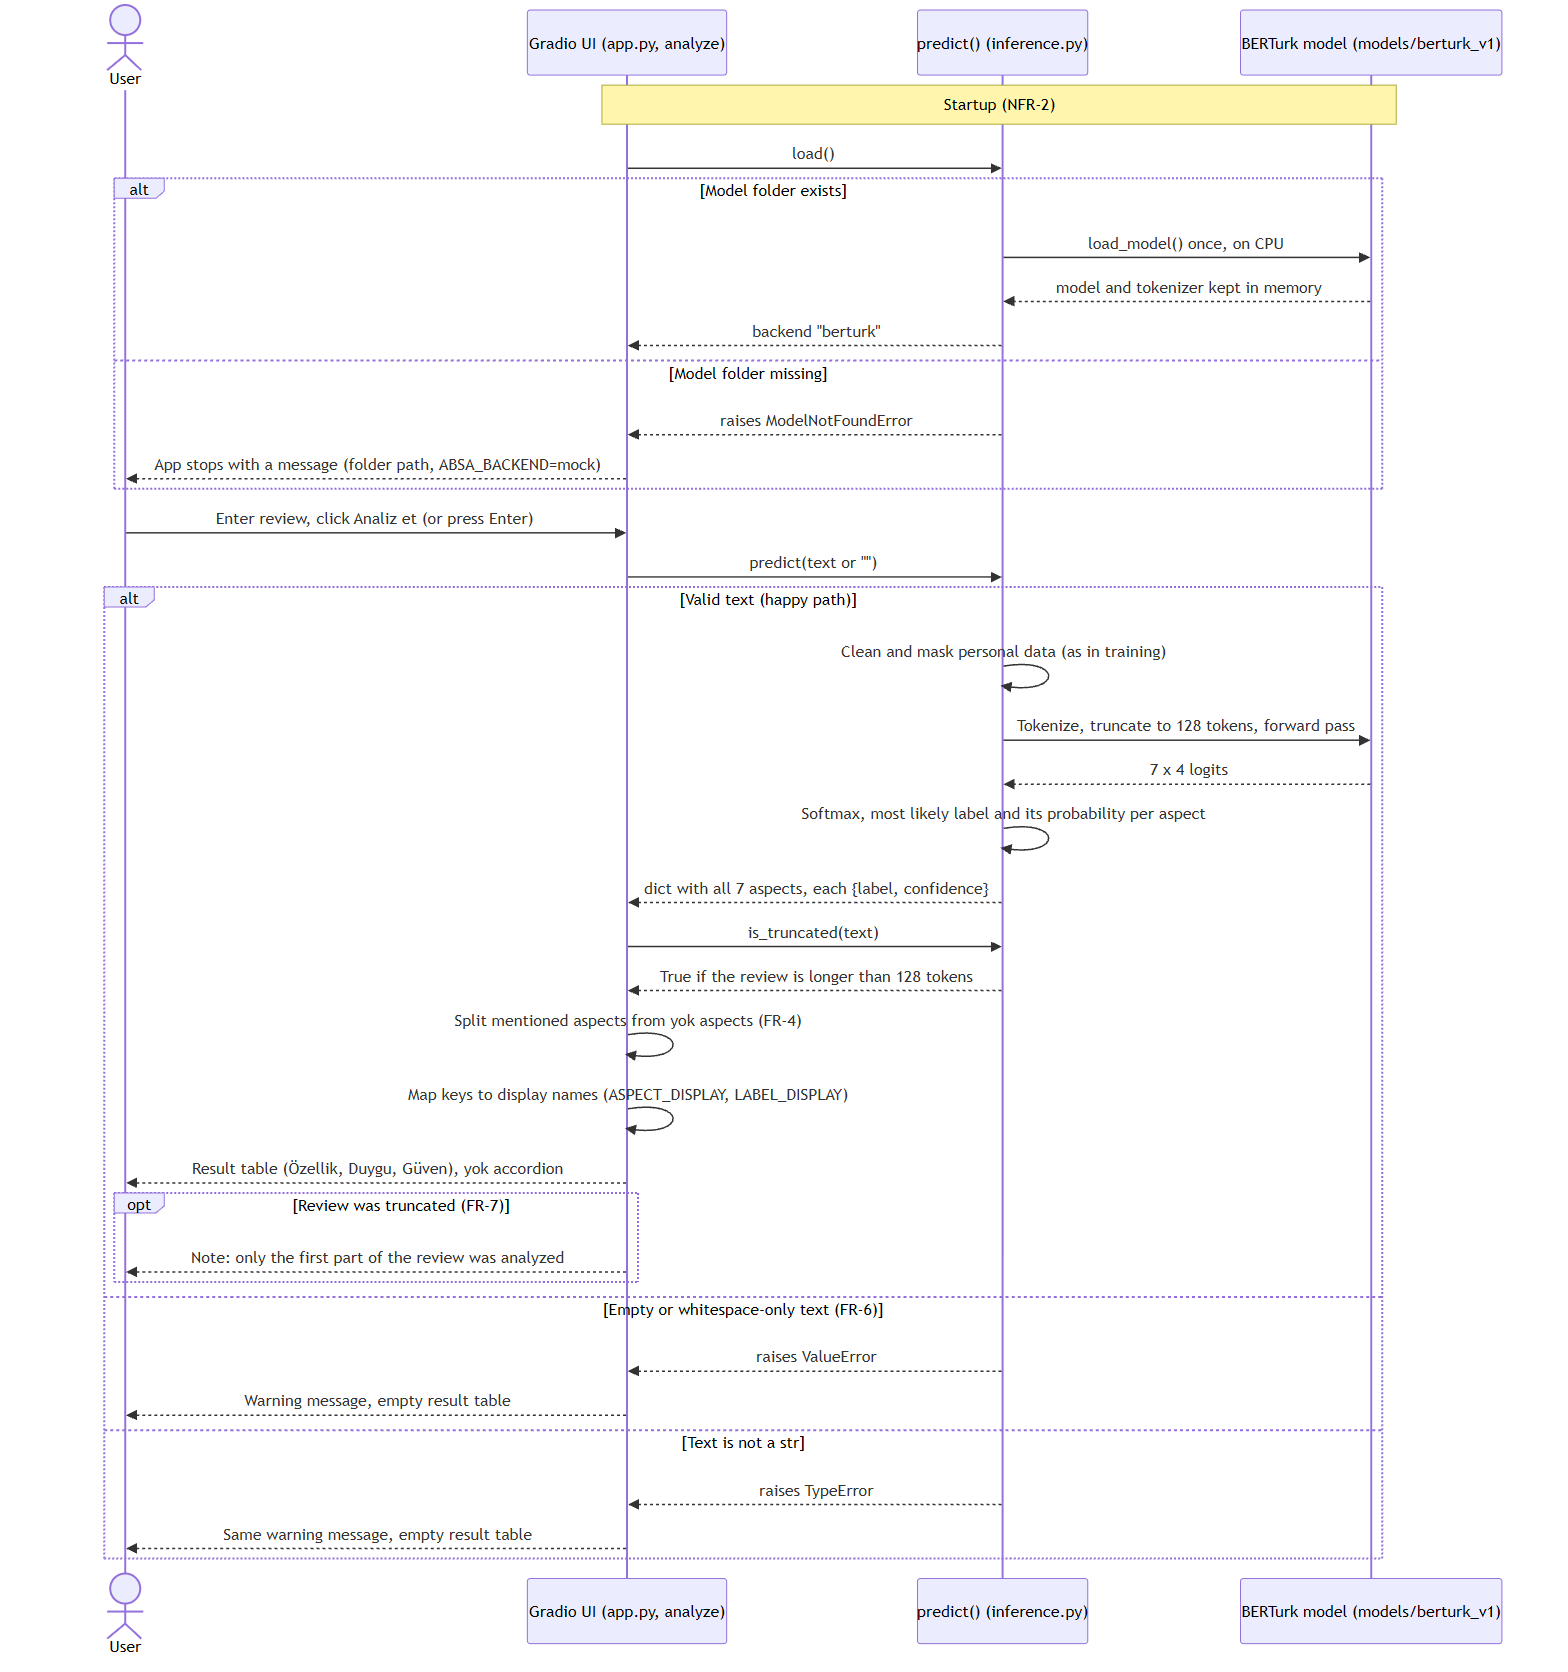 User
Gradio UI (app.py, analyze)
predict() (inference.py)
BERTurk model (models/berturk_v1)
Startup (NFR-2)
load()
alt
[Model folder exists]
load_model() once, on CPU
model and tokenizer kept in memory
backend "berturk"
[Model folder missing]
raises ModelNotFoundError
App stops with a message (folder path, ABSA_BACKEND=mock)
Enter review, click Analiz et (or press Enter)
predict(text or "")
alt
[Valid text (happy path)]
Clean and mask personal data (as in training)
Tokenize, truncate to 128 tokens, forward pass
7 x 4 logits
Softmax, most likely label and its probability per aspect
dict with all 7 aspects, each {label, confidence}
is_truncated(text)
True if the review is longer than 128 tokens
Split mentioned aspects from yok aspects (FR-4)
Map keys to display names (ASPECT_DISPLAY, LABEL_DISPLAY)
Result table (Özellik, Duygu, Güven), yok accordion
opt
[Review was truncated (FR-7)]
Note: only the first part of the review was analyzed
[Empty or whitespace-only text (FR-6)]
raises ValueError
Warning message, empty result table
[Text is not a str]
raises TypeError
Same warning message, empty result table
User
Gradio UI (app.py, analyze)
predict() (inference.py)
BERTurk model (models/berturk_v1)